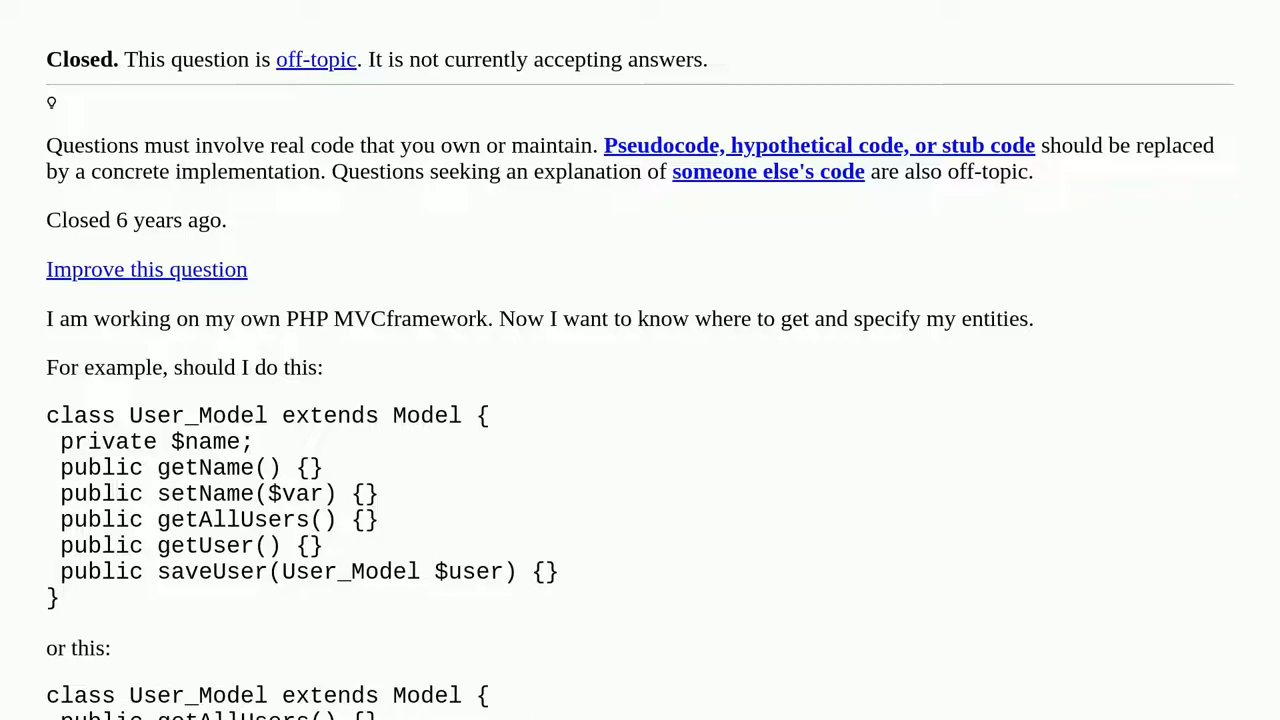 Closed. This question is off-topic. It is not currently accepting answers.
Questions must involve real code that you own or maintain. Pseudocode, hypothetical code, or stub code should be replaced
by a concrete implementation. Questions seeking an explanation of someone else's code are also off-topic.
Closed 6 years ago.
Improve this question
I am working on my own PHP MVCframework. Now I want to know where to get and specify my entities.
For example, should I do this:
class User_Model extends Model {
 private $name;
 public getName() {}
 public setName($var) {}
 public getAllUsers() {}
 public getUser() {}
 public saveUser(User_Model $user) {}
}
or this:
class User_Model extends Model {
 public getAllUsers() {}